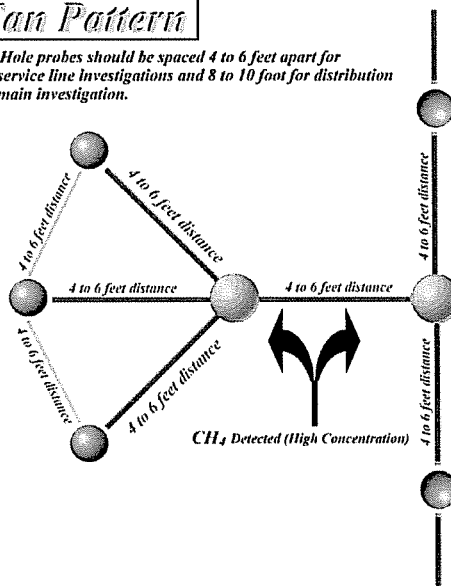 Fan Pattern
Hole probes should be spaced 4 to 6 feet apart for
service line investigations and 8 to 10 foot for distribution
main investigation.
4 to 6 feet distance
4 to 6 feet distance
4 to 6 feet distance
4 to 6 feet distance
4 to 6 feet distance
4 to 6 feet distance
4 to 6 feet distance
4 to 6 feet distance
CH4 Detected (High Concentration)